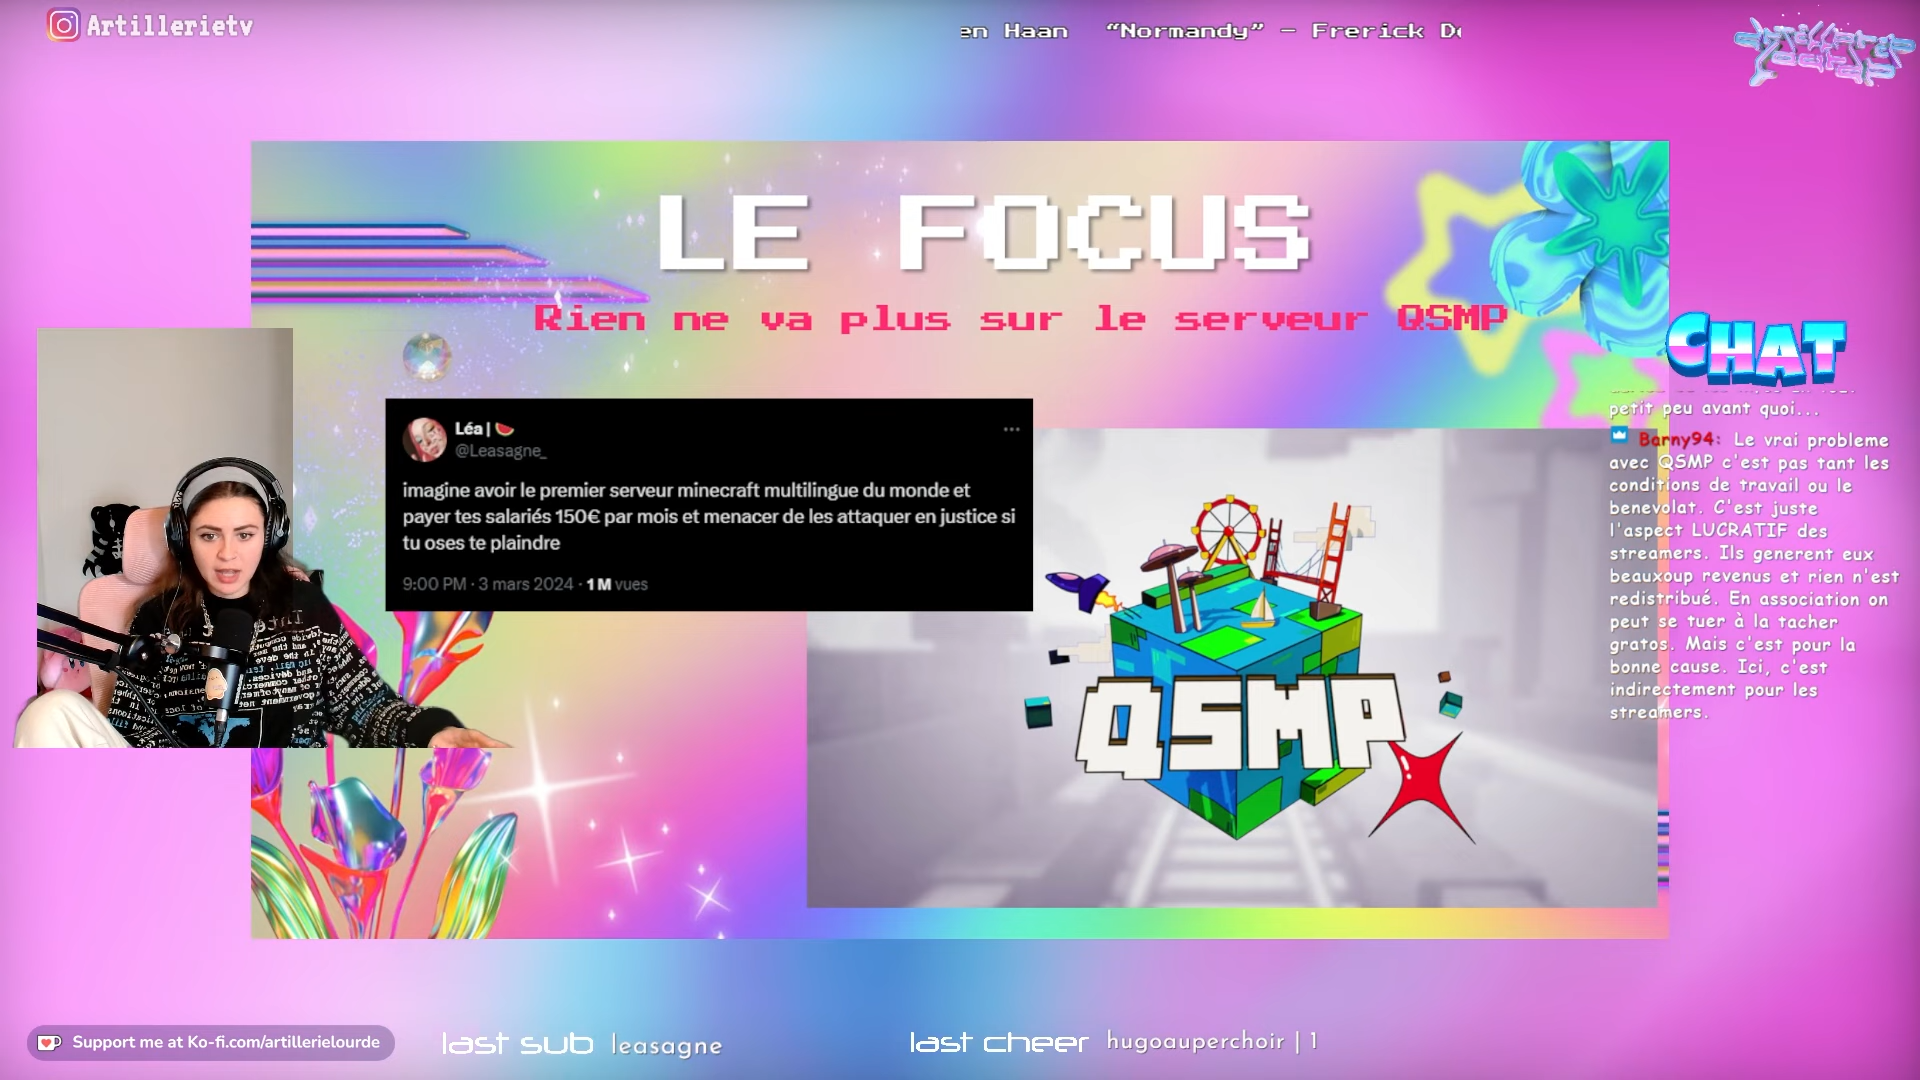 Artillerietv
en Haan “Normandy” – Frerick D
LE FOCUS
Rien ne va plus sur le serveur QSMP
Léa | 🍉
@Leasagne_
imagine avoir le premier serveur minecraft multilingue du monde et
payer tes salariés 150€ par mois et menacer de les attaquer en justice si
tu oses te plaindre
9:00 PM · 3 mars 2024 · 1 M vues
QSMP
CHAT
petit peu avant quoi...
Barny94: Le vrai probleme
avec QSMP c'est pas tant les
conditions de travail ou le
benevolat. C'est juste
l'aspect LUCRATIF des
streamers. Ils generent eux
beaucoup revenus et rien n'est
redistribué. En association on
peut se tuer à la tacher
gratos. Mais c'est pour la
bonne cause. Ici, c'est
indirectement pour les
streamers.
Support me at Ko-fi.com/artillerielourde
last sub leasagne
last cheer hugoauperchoir | 1